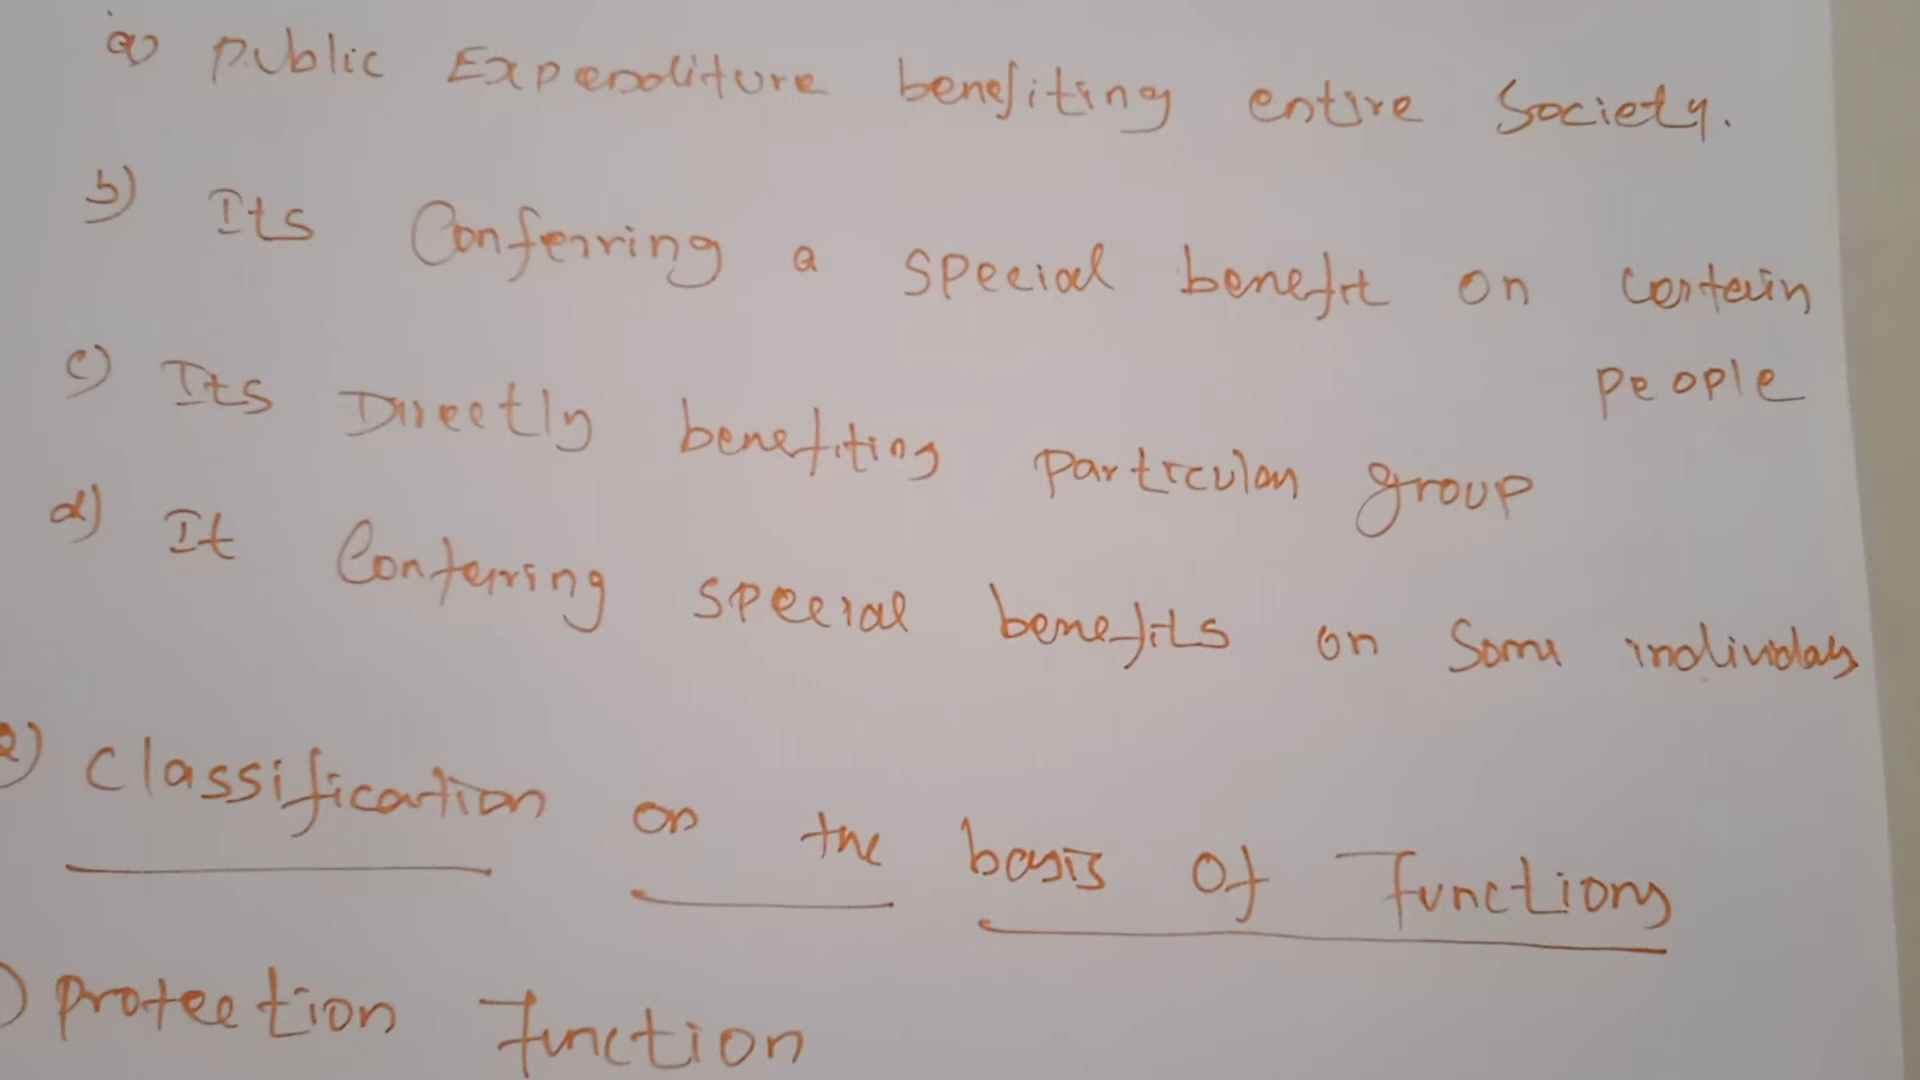 a) Public Expenditure benefiting entire Society.
b) Its Conferring a special benefit on certain
people
c) Its Directly benefiting particular group
d) It Conferring special benefits on Some individals
2) Classification on the basis Of Functions
) Protection Function